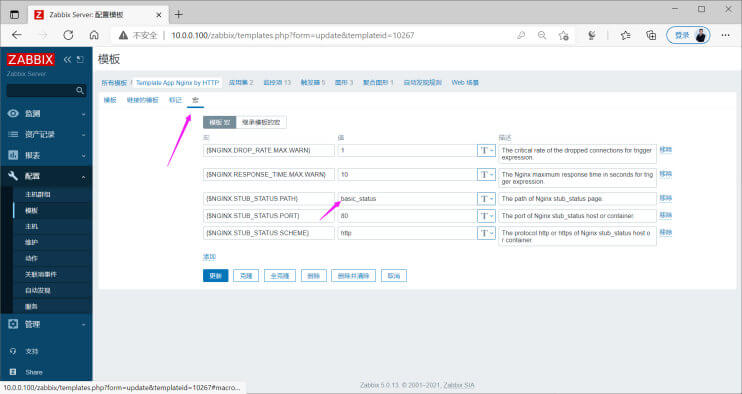 Zabbix Server: 配置模板
不安全 10.0.0.100/zabbix/templates.php?form=update&templateid=10267
登录
ZABBIX
Zabbix Server
模板
所有模板 / Template App Nginx by HTTP 应用集 2 监控项 13 触发器 5 图形 3 聚合图形 1 自动发现规则 Web 场景
模板 链接的模板 标记 宏
模板 宏 继承模板的宏
宏 值 描述
{$NGINX.DROP_RATE.MAX.WARN} 1 T The critical rate of the dropped connections for trigger expression. 移除
{$NGINX.RESPONSE_TIME.MAX.WARN} 10 T The Nginx maximum response time in seconds for trigger expression. 移除
{$NGINX.STUB_STATUS.PATH} basic_status T The path of Nginx stub_status page. 移除
{$NGINX.STUB_STATUS.PORT} 80 T The port of Nginx stub_status host or container. 移除
{$NGINX.STUB_STATUS.SCHEME} http T The protocol http or https of Nginx stub_status host or container. 移除
添加
更新 克隆 全克隆 删除 删除并清除 取消
监测
资产记录
报表
配置
主机群组
模板
主机
维护
动作
关联项事件
自动发现
服务
管理
支持
Share
10.0.0.100/zabbix/templates.php?form=update&templateid=10267#macro...
Zabbix 5.0.13. © 2001–2021, Zabbix SIA